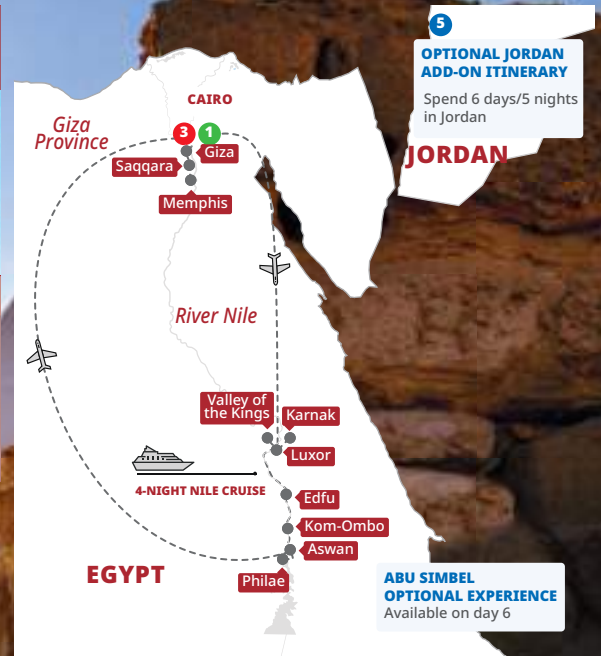 5
OPTIONAL JORDAN
ADD-ON ITINERARY
Spend 6 days/5 nights
in Jordan
JORDAN
CAIRO
Giza
Province
3
1
Giza
Saqqara
Memphis
River Nile
Valley of
the Kings
Karnak
Luxor
4-NIGHT NILE CRUISE
Edfu
Kom-Ombo
Aswan
EGYPT
Philae
ABU SIMBEL
OPTIONAL EXPERIENCE
Available on day 6